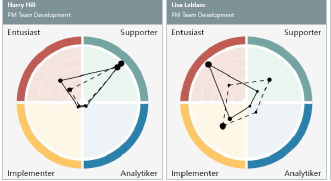 Harry Hill
PM Team Development
Entusiast
Supporter
Implementer
Analytiker
Lisa Leblanc
PM Team Development
Entusiast
Supporter
Implementer
Analytiker